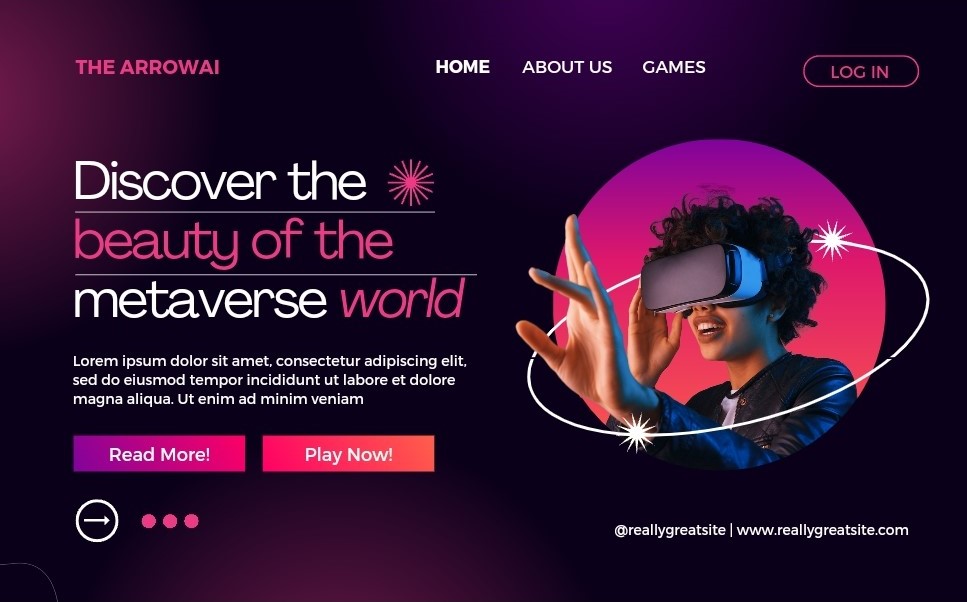 THE ARROWAI
HOME ABOUT US GAMES
LOG IN
Discover the
beauty of the
metaverse world
Lorem ipsum dolor sit amet, consectetur adipiscing elit,
sed do eiusmod tempor incididunt ut labore et dolore
magna aliqua. Ut enim ad minim veniam
Read More! Play Now!
@reallygreatsite | www.reallygreatsite.com